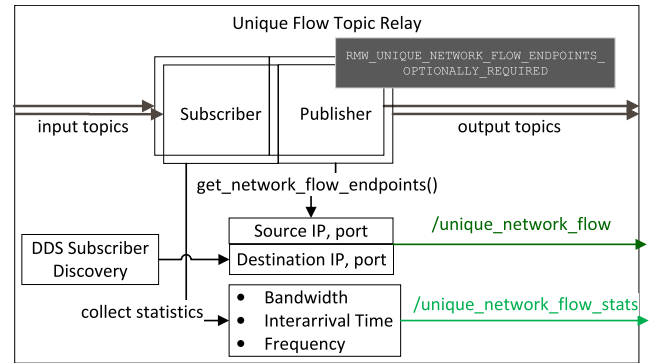 Unique Flow Topic Relay
RMW_UNIQUE_NETWORK_FLOW_ENDPOINTS_
OPTIONALLY_REQUIRED
Subscriber
Publisher
input topics
output topics
get_network_flow_endpoints()
Source IP, port
Destination IP, port
/unique_network_flow
DDS Subscriber
Discovery
collect statistics
• Bandwidth
• Interarrival Time
• Frequency
/unique_network_flow_stats